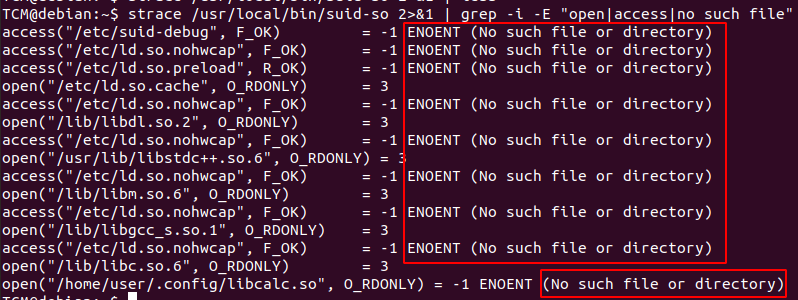 TCM@debian:~$ strace /usr/local/bin/suid-so 2>&1 | grep -i -E "open|access|no such file"
access("/etc/suid-debug", F_OK) = -1 ENOENT (No such file or directory)
access("/etc/ld.so.nohwcap", F_OK) = -1 ENOENT (No such file or directory)
access("/etc/ld.so.preload", R_OK) = -1 ENOENT (No such file or directory)
open("/etc/ld.so.cache", O_RDONLY) = 3
access("/etc/ld.so.nohwcap", F_OK) = -1 ENOENT (No such file or directory)
open("/lib/libdl.so.2", O_RDONLY) = 3
access("/etc/ld.so.nohwcap", F_OK) = -1 ENOENT (No such file or directory)
open("/usr/lib/libstdc++.so.6", O_RDONLY) = 3
access("/etc/ld.so.nohwcap", F_OK) = -1 ENOENT (No such file or directory)
open("/lib/libm.so.6", O_RDONLY) = 3
access("/etc/ld.so.nohwcap", F_OK) = -1 ENOENT (No such file or directory)
open("/lib/libgcc_s.so.1", O_RDONLY) = 3
access("/etc/ld.so.nohwcap", F_OK) = -1 ENOENT (No such file or directory)
open("/lib/libc.so.6", O_RDONLY) = 3
open("/home/user/.config/libcalc.so", O_RDONLY) = -1 ENOENT (No such file or directory)
TCM@debian:~$